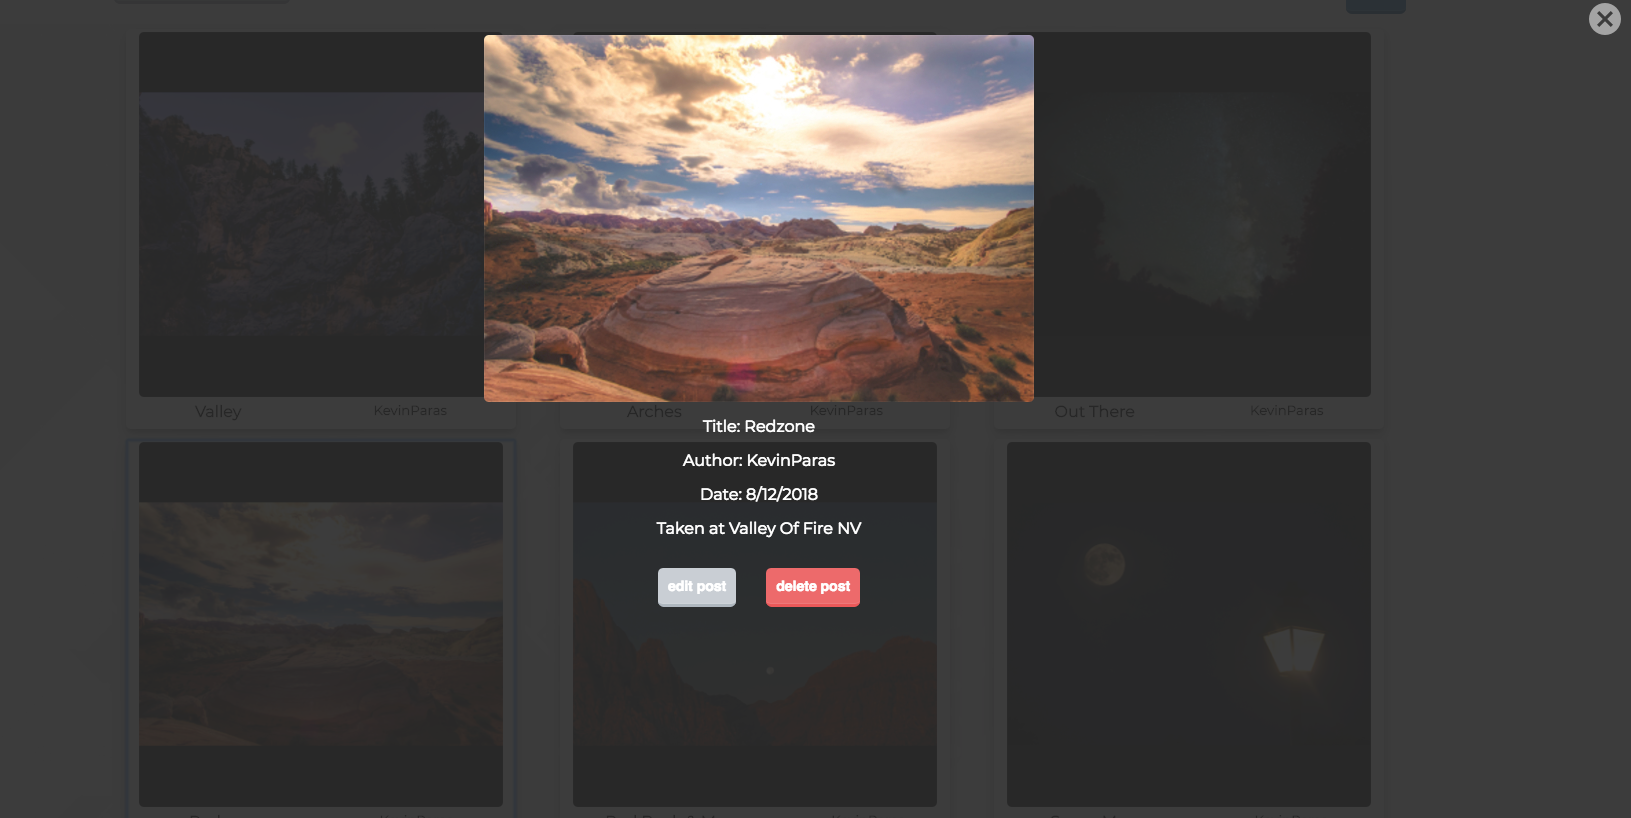 Valley KevinParas
Arches KevinParas
Out There KevinParas
Title: Redzone
Author: KevinParas
Date: 8/12/2018
Taken at Valley Of Fire NV
edit post delete post